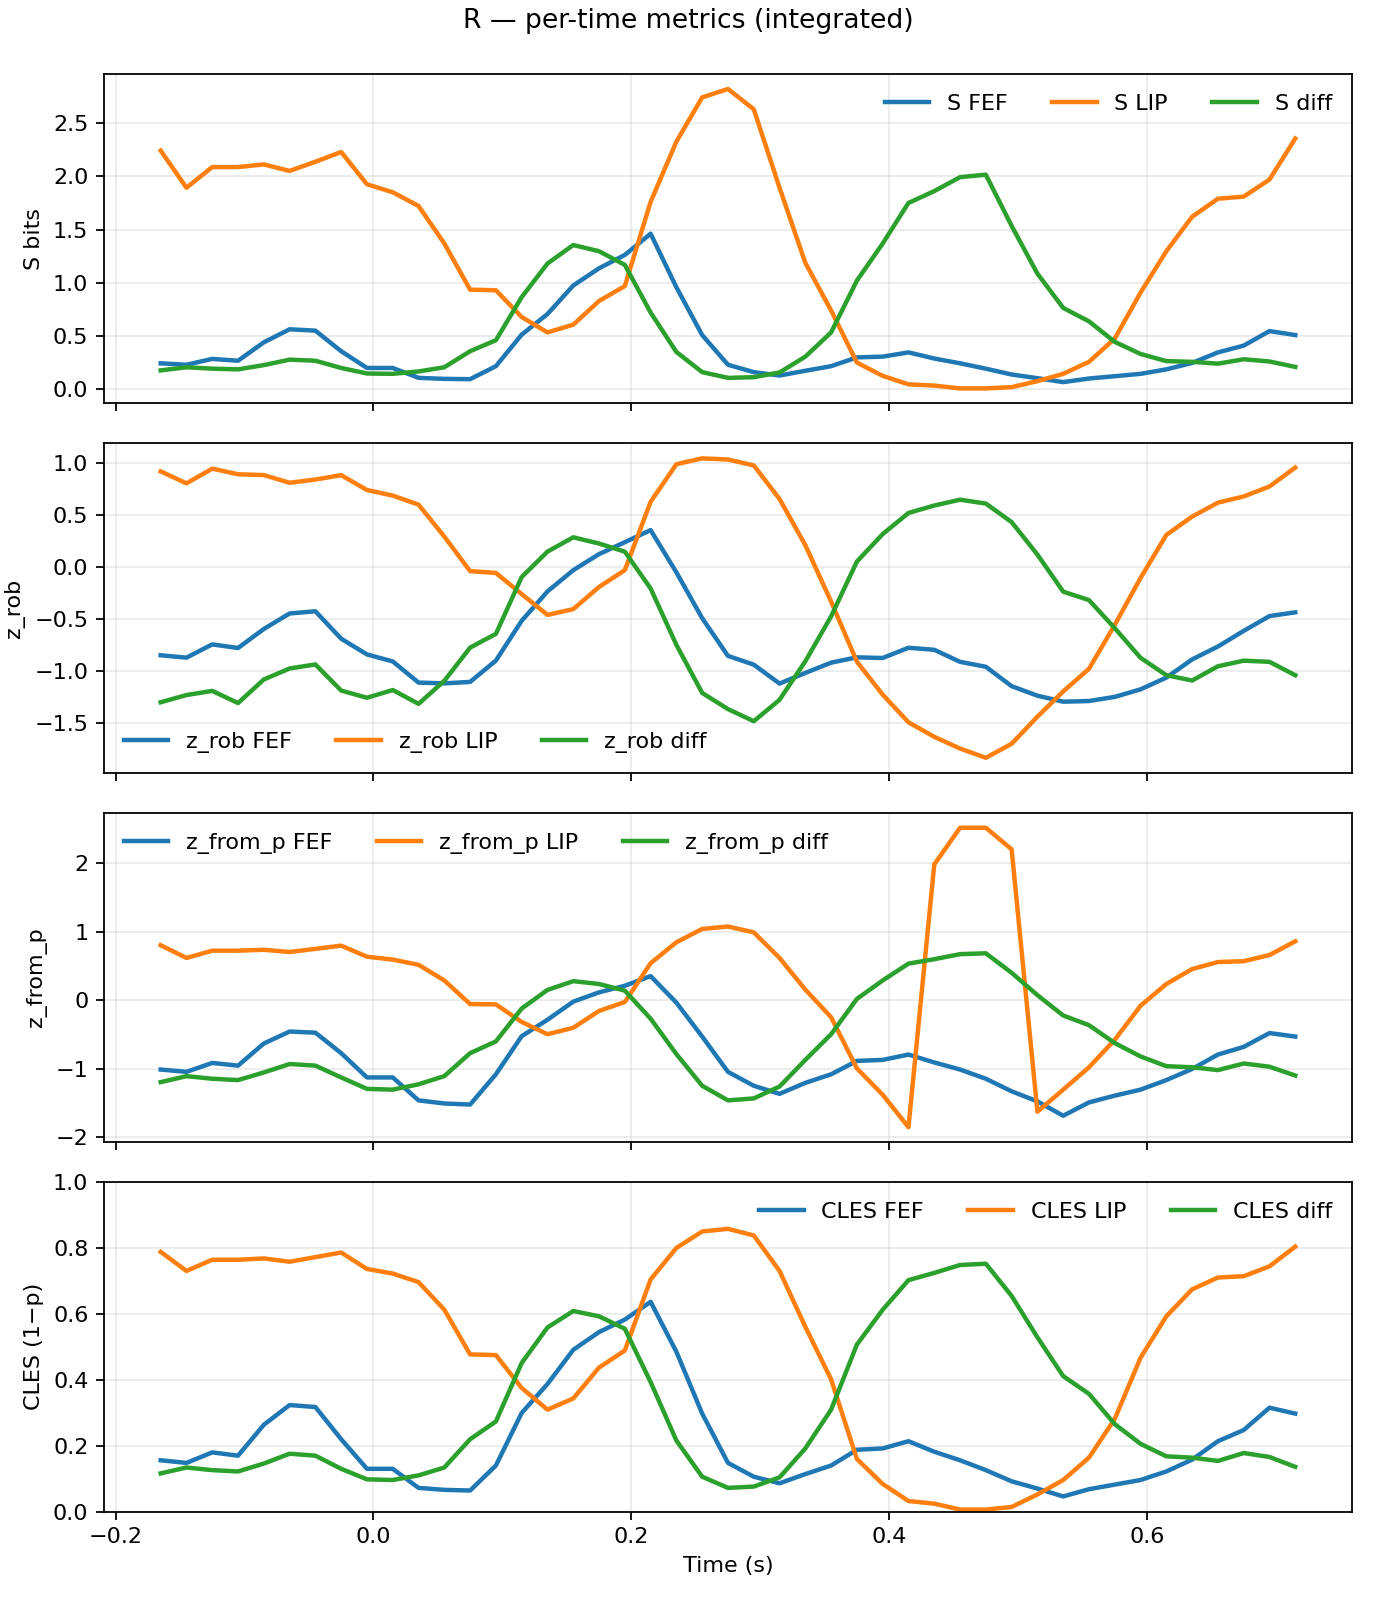 R — per-time metrics (integrated)
S bits
2.5
2.0
1.5
1.0
0.5
0.0
S FEF S LIP S diff
z_rob
1.0
0.5
0.0
−0.5
−1.0
−1.5
z_rob FEF z_rob LIP z_rob diff
z_from_p
2
1
0
−1
−2
z_from_p FEF z_from_p LIP z_from_p diff
CLES (1−p)
1.0
0.8
0.6
0.4
0.2
0.0
CLES FEF CLES LIP CLES diff
−0.2 0.0 0.2 0.4 0.6
Time (s)